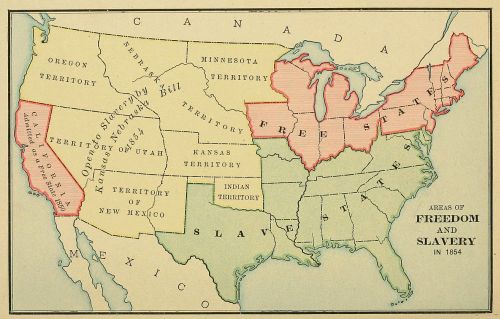 CANADA
OREGON
TERRITORY
NEBRASKA
TERRITORY
MINNESOTA
TERRITORY
Open to Slavery by
Kansas Nebraska Bill
1854
CALIFORNIA
Admitted as a Free State 1850
TERRITORY OF UTAH
KANSAS
TERRITORY
TERRITORY
OF
NEW MEXICO
INDIAN
TERRITORY
FREE STATES
SLAVE STATES
MEXICO
AREAS OF
FREEDOM
AND
SLAVERY
IN 1854